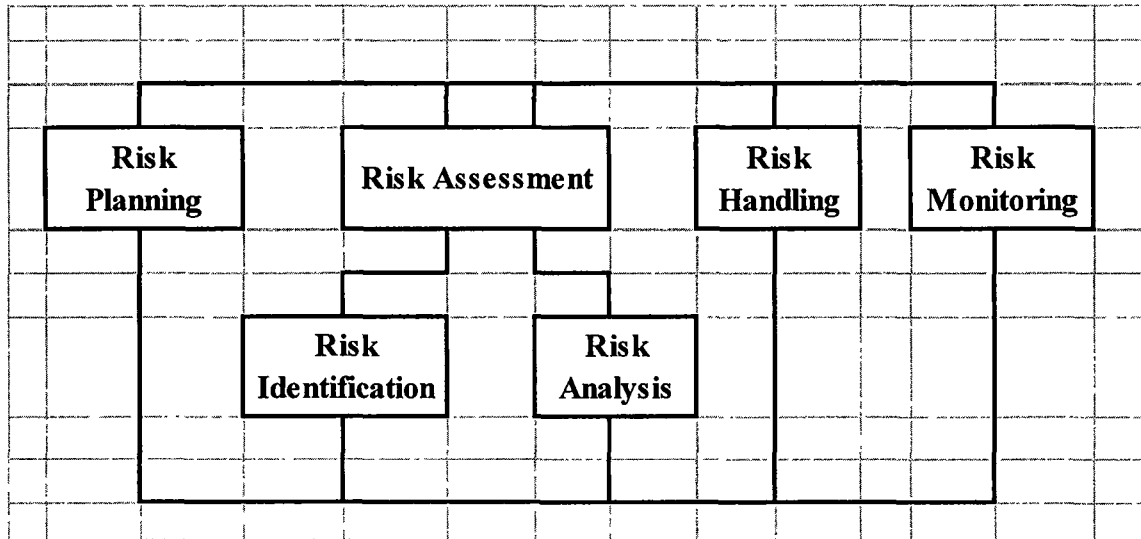 Risk
Planning
Risk Assessment
Risk
Handling
Risk
Monitoring
Risk
Identification
Risk
Analysis